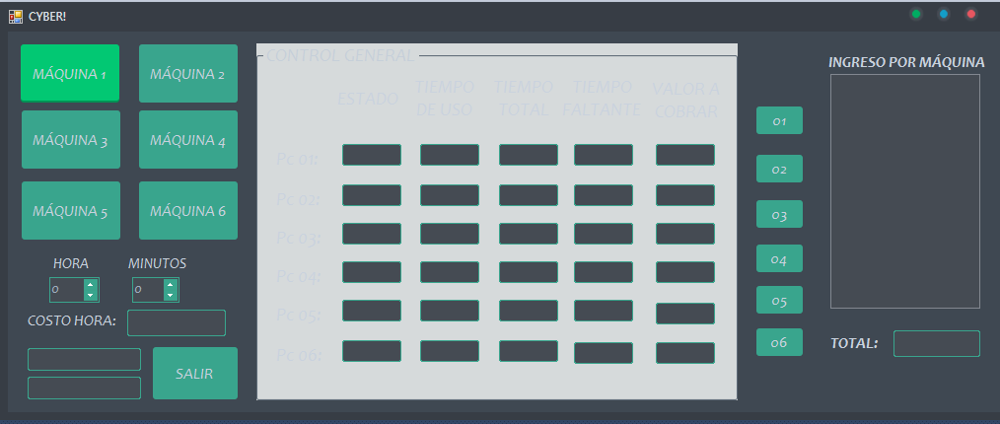 CYBER!
MÁQUINA 1
MÁQUINA 2
MÁQUINA 3
MÁQUINA 4
MÁQUINA 5
MÁQUINA 6
HORA
MINUTOS
0
0
COSTO HORA:
SALIR
CONTROL GENERAL
ESTADO
TIEMPO
DE USO
TIEMPO
TOTAL
TIEMPO
FALTANTE
VALOR A
COBRAR
Pc 01:
Pc 02:
Pc 03:
Pc 04:
Pc 05:
Pc 06:
01
02
03
04
05
06
INGRESO POR MÁQUINA
TOTAL: